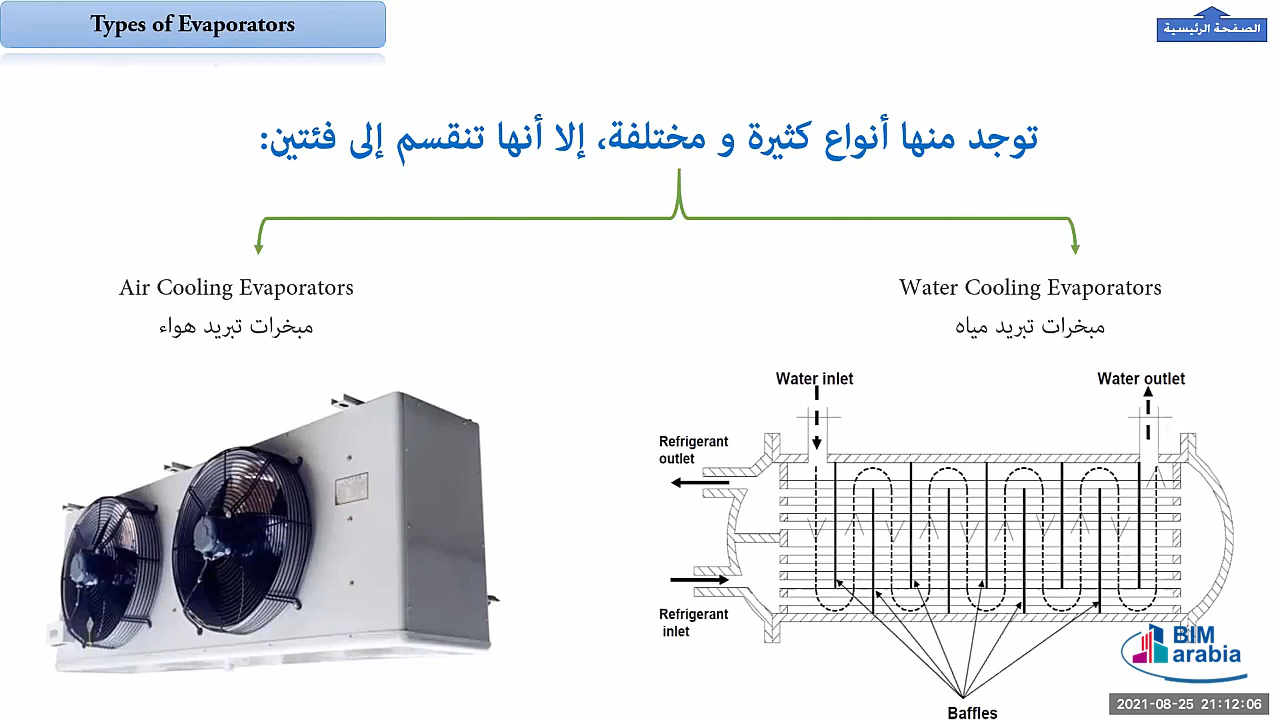 Types of Evaporators
الصفحة الرئيسية
توجد منها أنواع كثيرة و مختلفة، إلا أنها تنقسم إلى فئتين:
Air Cooling Evaporators
مبخرات تبريد هواء
Water Cooling Evaporators
مبخرات تبريد مياه
Water inlet
Water outlet
Refrigerant
outlet
Refrigerant
inlet
Baffles
BIM
arabia
2021-08-25 21:12:06